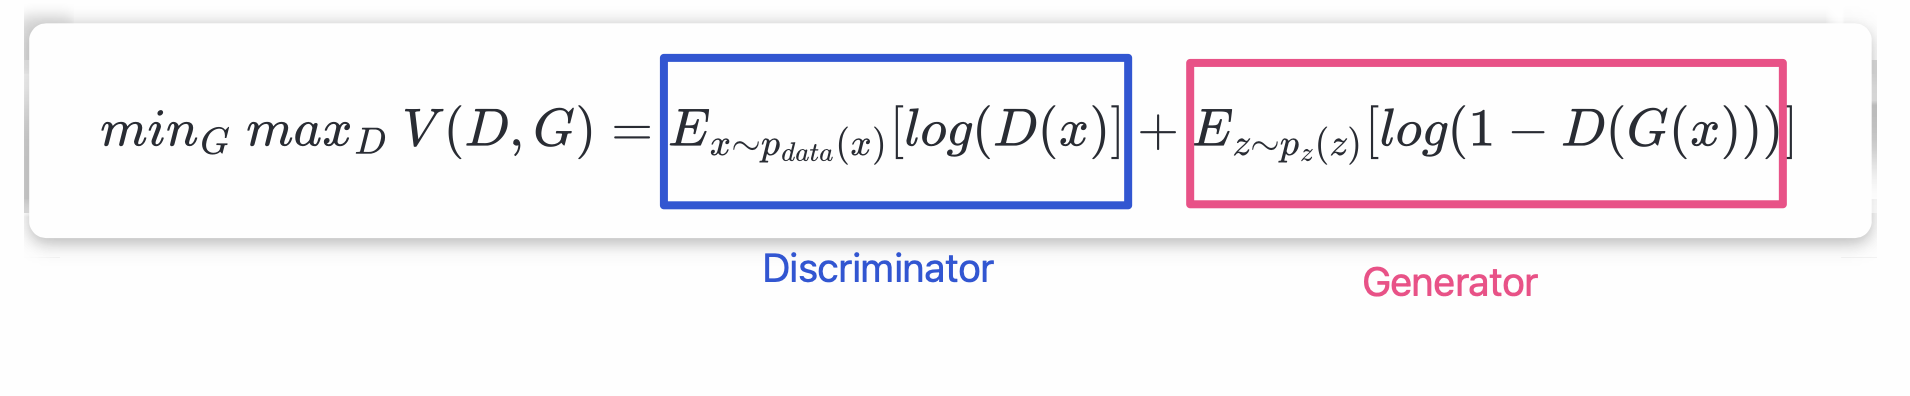 min_G max_D V(D, G) = E_{x∼p_{data}(x)}[log(D(x)] + E_{z∼p_z(z)}[log(1 − D(G(x)))]
Discriminator
Generator